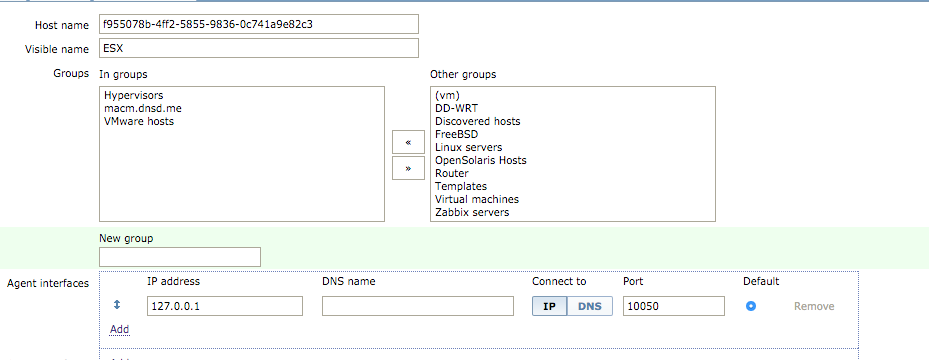 Host name f955078b-4ff2-5855-9836-0c741a9e82c3
Visible name ESX
Groups In groups Other groups
Hypervisors
macm.dnsd.me
VMware hosts
«
»
(vm)
DD-WRT
Discovered hosts
FreeBSD
Linux servers
OpenSolaris Hosts
Router
Templates
Virtual machines
Zabbix servers
New group
Agent interfaces IP address DNS name Connect to Port Default
127.0.0.1 IP DNS 10050 Remove
Add